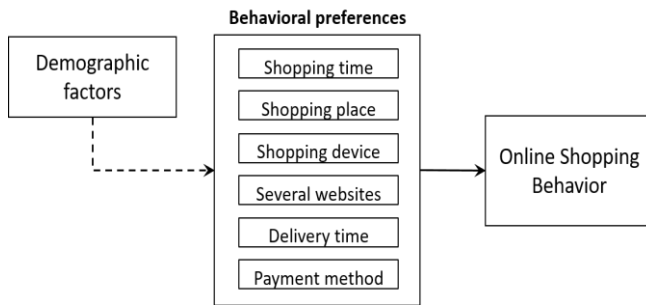 Behavioral preferences
Demographic
factors
Shopping time
Shopping place
Shopping device
Several websites
Delivery time
Payment method
Online Shopping
Behavior